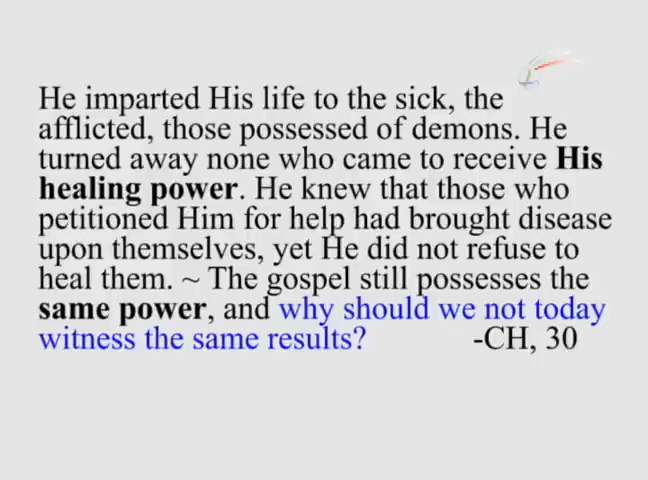 He imparted His life to the sick, the
afflicted, those possessed of demons. He
turned away none who came to receive His
healing power. He knew that those who
petitioned Him for help had brought disease
upon themselves, yet He did not refuse to
heal them. ~ The gospel still possesses the
same power, and why should we not today
witness the same results? -CH, 30